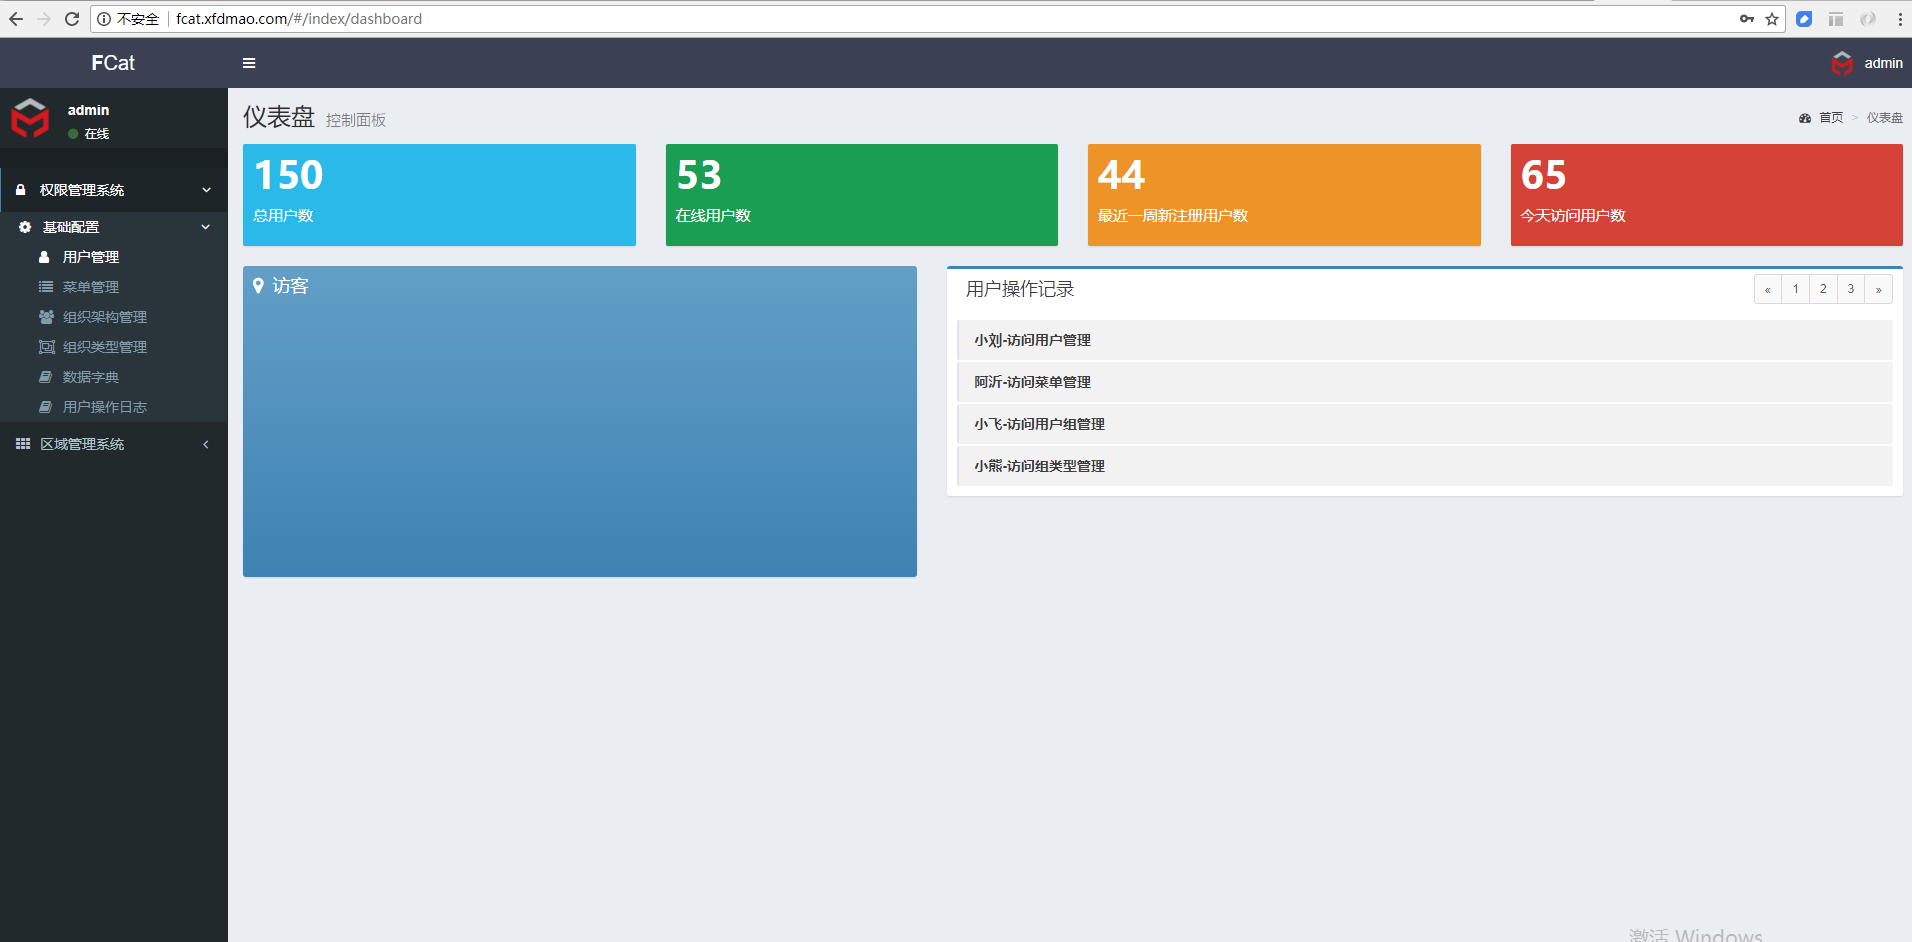 不安全 fcat.xfdmao.com/#/index/dashboard
FCat
admin
admin
在线
权限管理系统
基础配置
用户管理
菜单管理
组织架构管理
组织类型管理
数据字典
用户操作日志
区域管理系统
仪表盘 控制面板
首页 > 仪表盘
150
总用户数
53
在线用户数
44
最近一周新注册用户数
65
今天访问用户数
访客
用户操作记录
« 1 2 3 »
小刘-访问用户管理
阿沂-访问菜单管理
小飞-访问用户组管理
小熊-访问组类型管理
激活 Windows